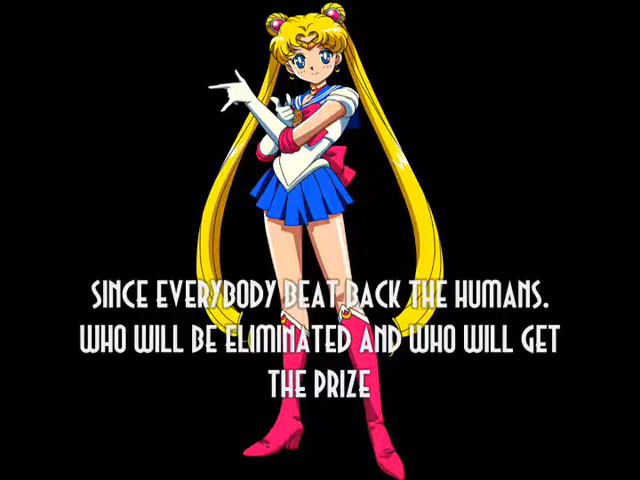 SINCE EVERYBODY BEAT BACK THE HUMANS.
WHO WILL BE ELIMINATED AND WHO WILL GET
THE PRIZE